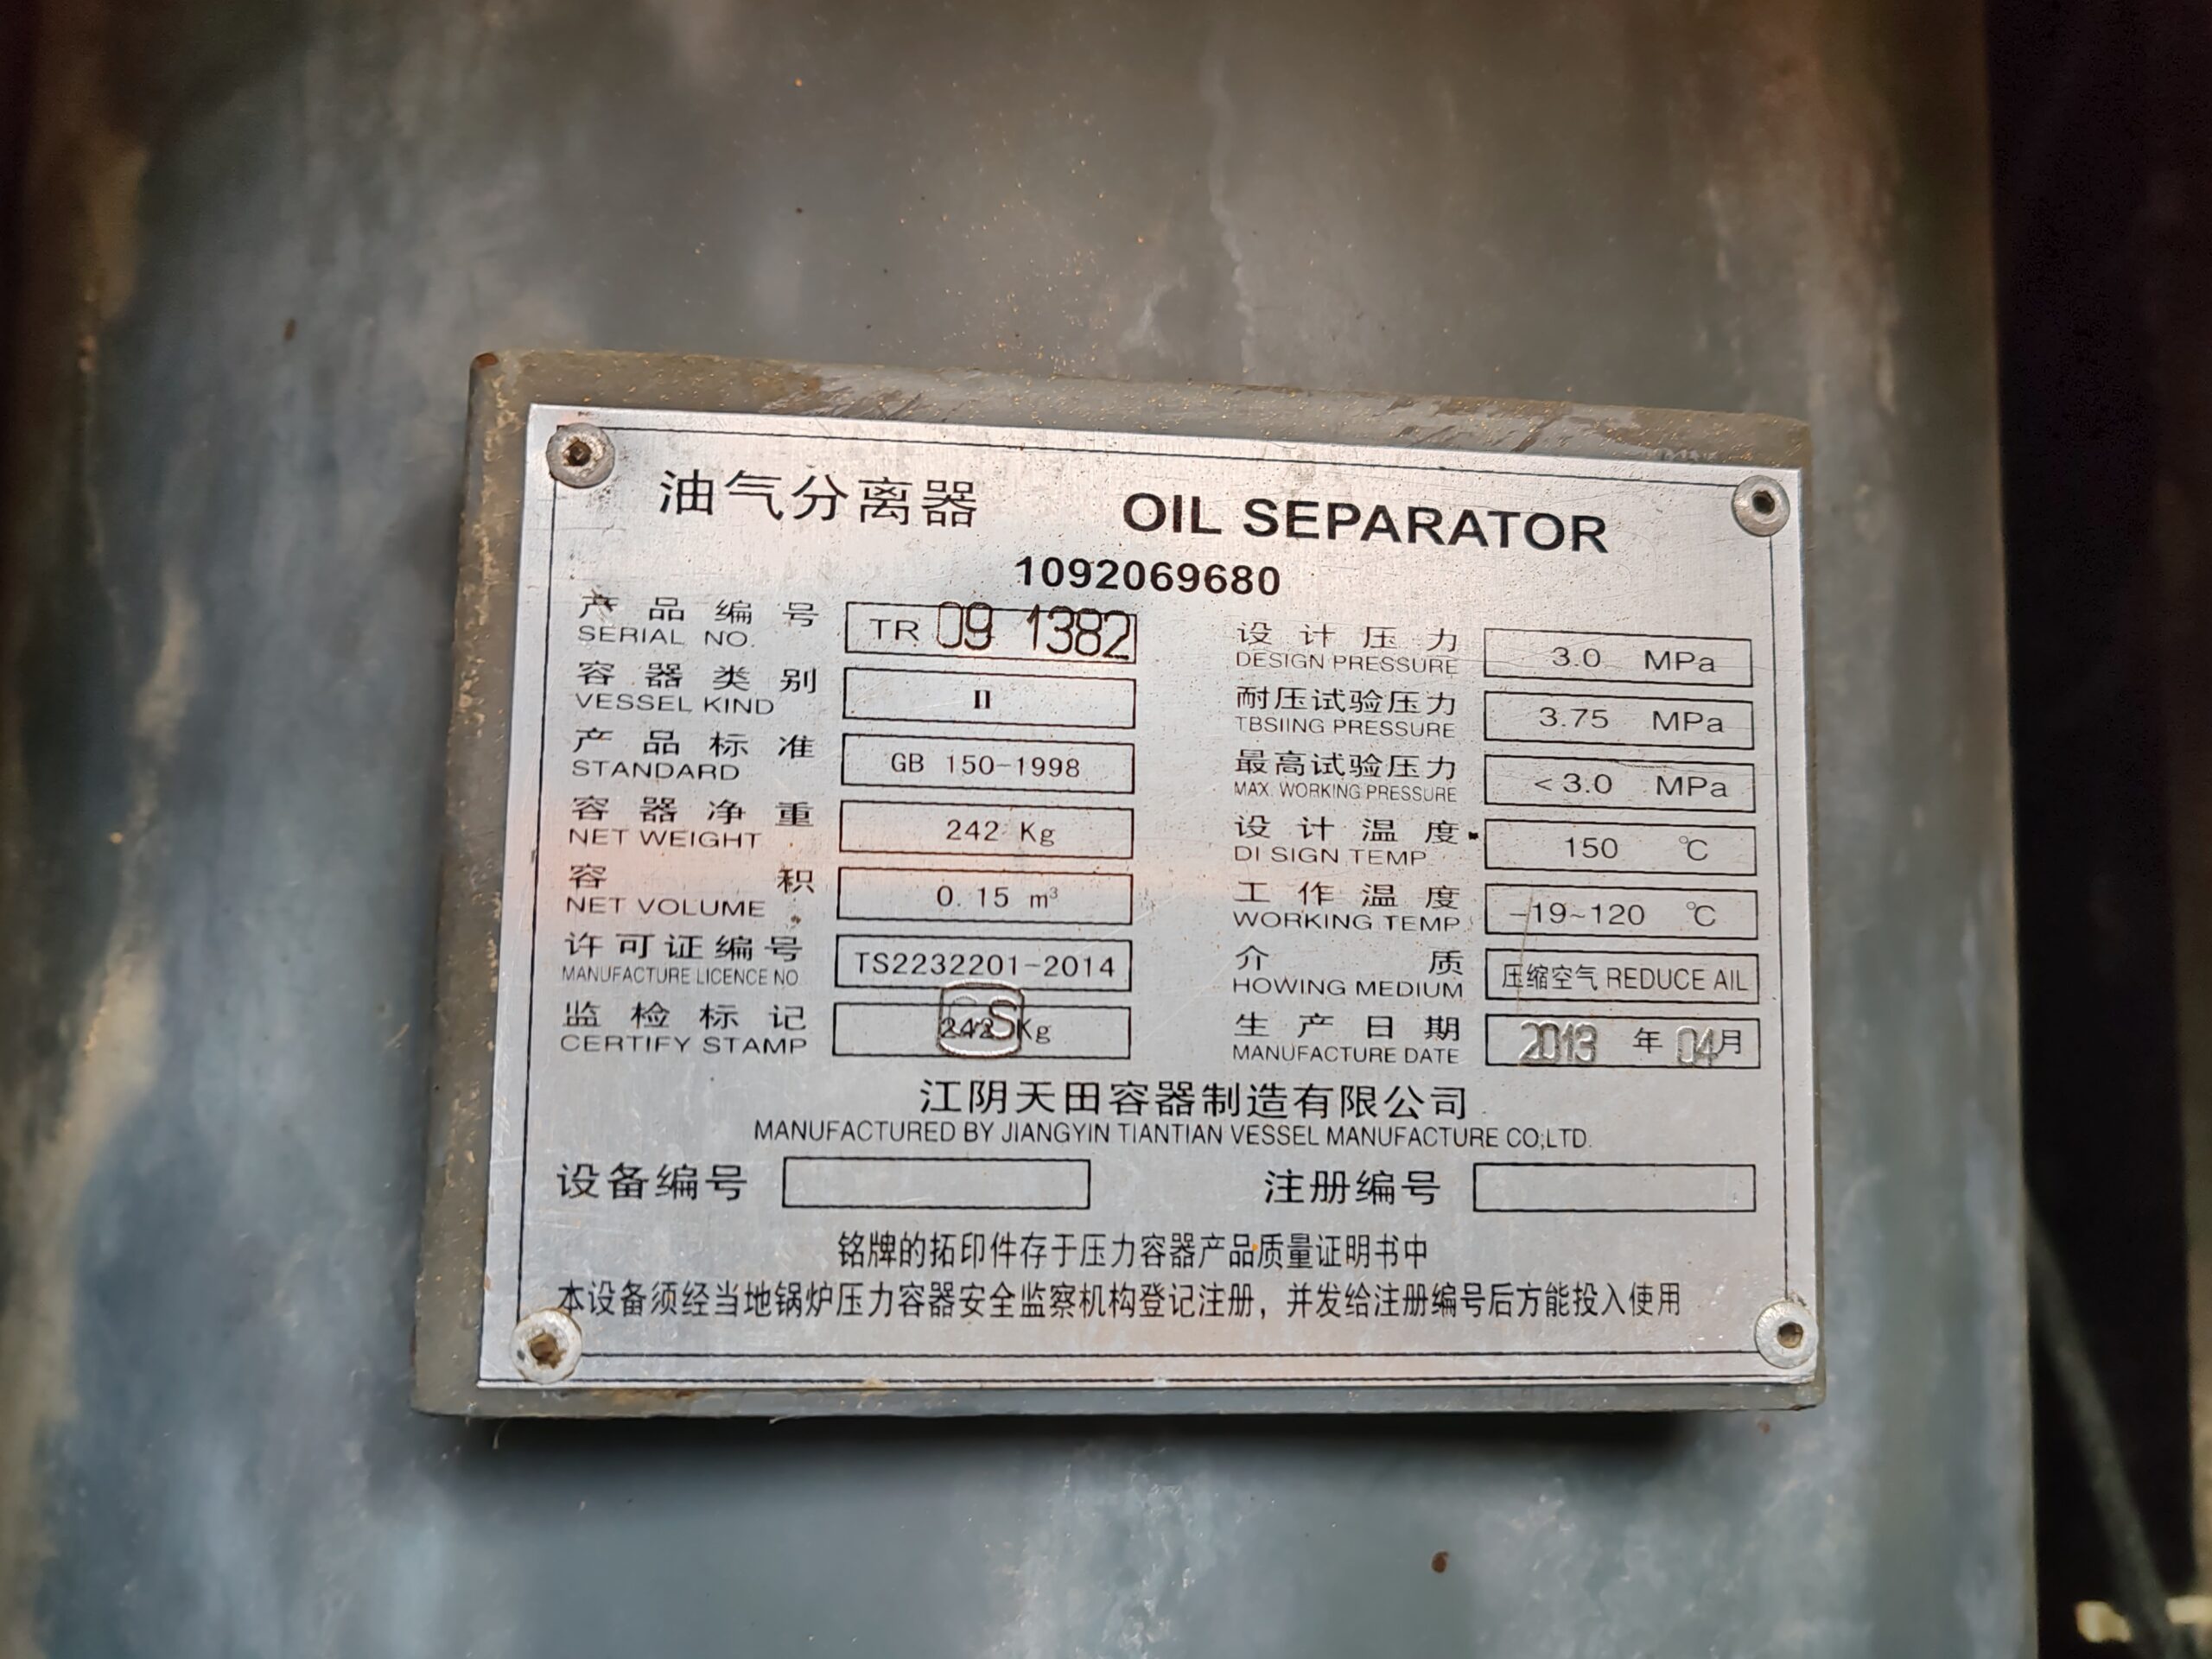 油气分离器 OIL SEPARATOR
1092069680
产品编号 TR 09 1382 设计压力 3.0 MPa
SERIAL NO. DESIGN PRESSURE
容器类别 II 耐压试验压力 3.75 MPa
VESSEL KIND TBSIING PRESSURE
产品标准 GB 150-1998 最高试验压力 <3.0 MPa
STANDARD MAX. WORKING PRESSURE
容器净重 242 Kg 设计温度 150 ℃
NET WEIGHT DI SIGN TEMP
容积 0.15 m³ 工作温度 -19~120 ℃
NET VOLUME WORKING TEMP
许可证编号 TS2232201-2014 介质 压缩空气 REDUCE AIL
MANUFACTURE LICENCE NO HOWING MEDIUM
监检标记 242 Kg 生产日期 2013 年 04月
CERTIFY STAMP MANUFACTURE DATE
江阴天田容器制造有限公司
MANUFACTURED BY JIANGYIN TIANTIAN VESSEL MANUFACTURE CO;LTD.
设备编号 注册编号
铭牌的拓印件存于压力容器产品质量证明书中
本设备须经当地锅炉压力容器安全监察机构登记注册，并发给注册编号后方能投入使用